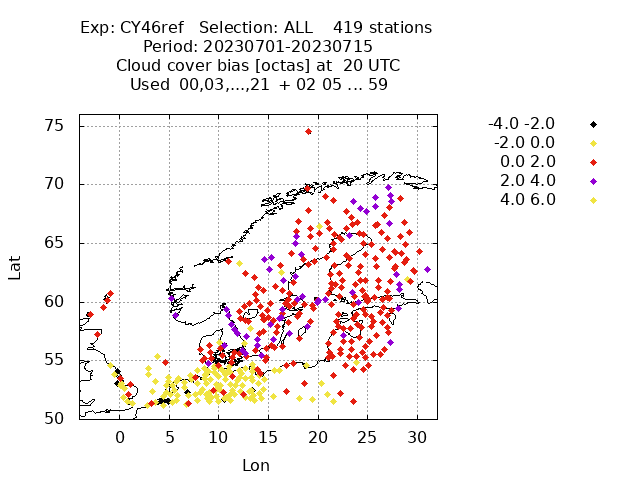 Exp: CY46ref   Selection: ALL    419 stations
Period: 20230701-20230715
Cloud cover bias [octas] at  20 UTC
Used  00,03,...,21  + 02 05 ... 59
75
70
65
60
55
50
Lat
0 5 10 15 20 25 30
Lon
-4.0 -2.0
-2.0 0.0
0.0 2.0
2.0 4.0
4.0 6.0